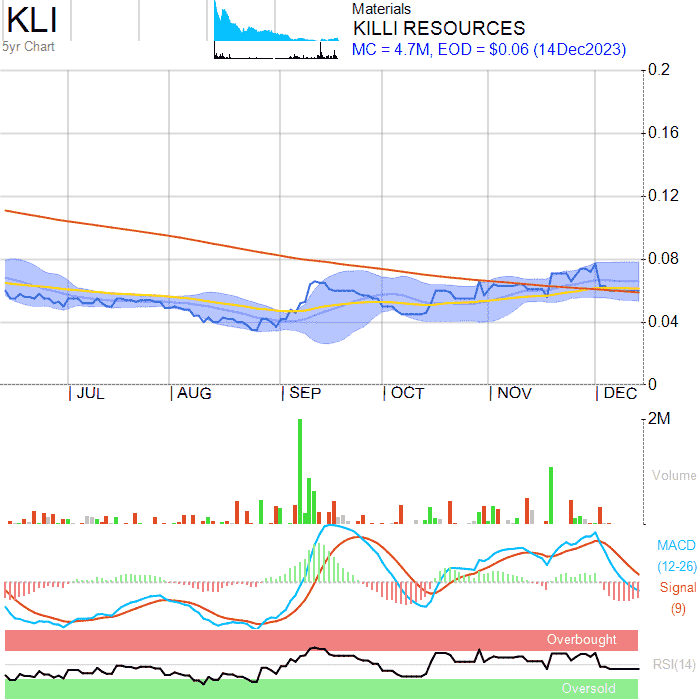 KLI
5yr Chart
Materials
KILLI RESOURCES
MC = 4.7M, EOD = $0.06 (14Dec2023)
0.2
0.16
0.12
0.08
0.04
0
JUL AUG SEP OCT NOV DEC
2M
Volume
MACD
(12-26)
Signal
(9)
Overbought
RSI(14)
Oversold